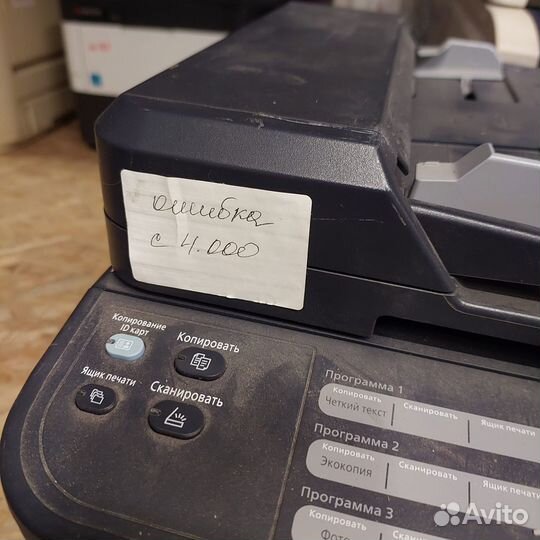 ошибка
с 4.000
Копирование
ID карт
Копировать
Ящик печати
Сканировать
Программа 1
Копировать Сканировать Ящик печати
Четкий текст
Программа 2
Копировать Сканировать Ящик печати
Экокопия
Программа 3
Копировать
Фото
Avito